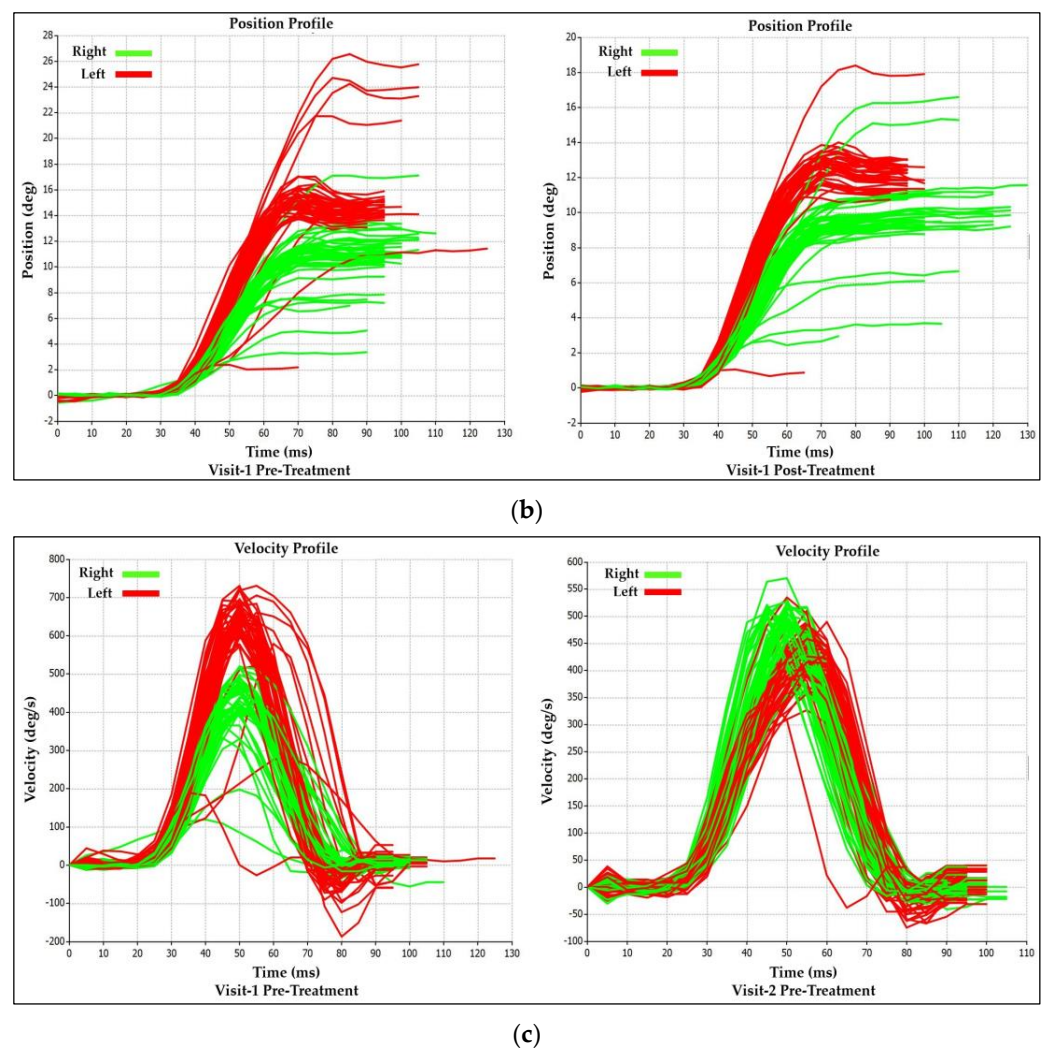 Position Profile
Right
Left
28
26
24
22
20
18
16
14
12
10
8
6
4
2
0
-2
Position (deg)
0 10 20 30 40 50 60 70 80 90 100 110 120 130
Time (ms)
Visit-1 Pre-Treatment
Position Profile
Right
Left
20
18
16
14
12
10
8
6
4
2
0
-2
Position (deg)
0 10 20 30 40 50 60 70 80 90 100 110 120 130
Time (ms)
Visit-1 Post-Treatment
(b)
Velocity Profile
Right
Left
800
700
600
500
400
300
200
100
0
-100
-200
Velocity (deg/s)
0 10 20 30 40 50 60 70 80 90 100 110 120 130
Time (ms)
Visit-1 Pre-Treatment
Velocity Profile
Right
Left
600
550
500
450
400
350
300
250
200
150
100
50
0
-50
-100
Velocity (deg/s)
0 10 20 30 40 50 60 70 80 90 100 110
Time (ms)
Visit-2 Pre-Treatment
(c)